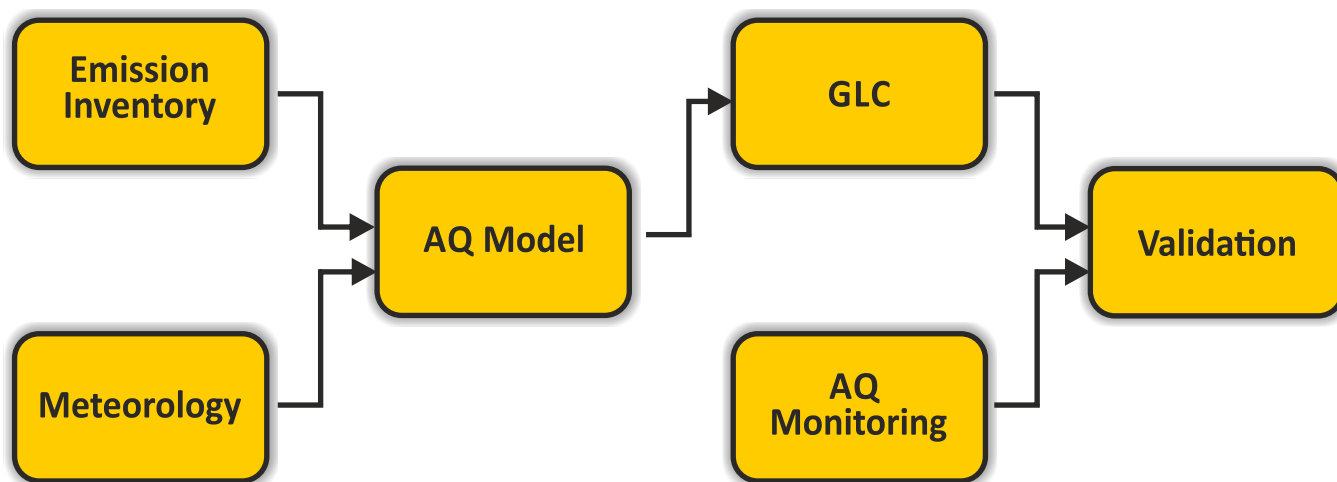 Emission
Inventory
Meteorology
AQ Model
GLC
AQ
Monitoring
Validation